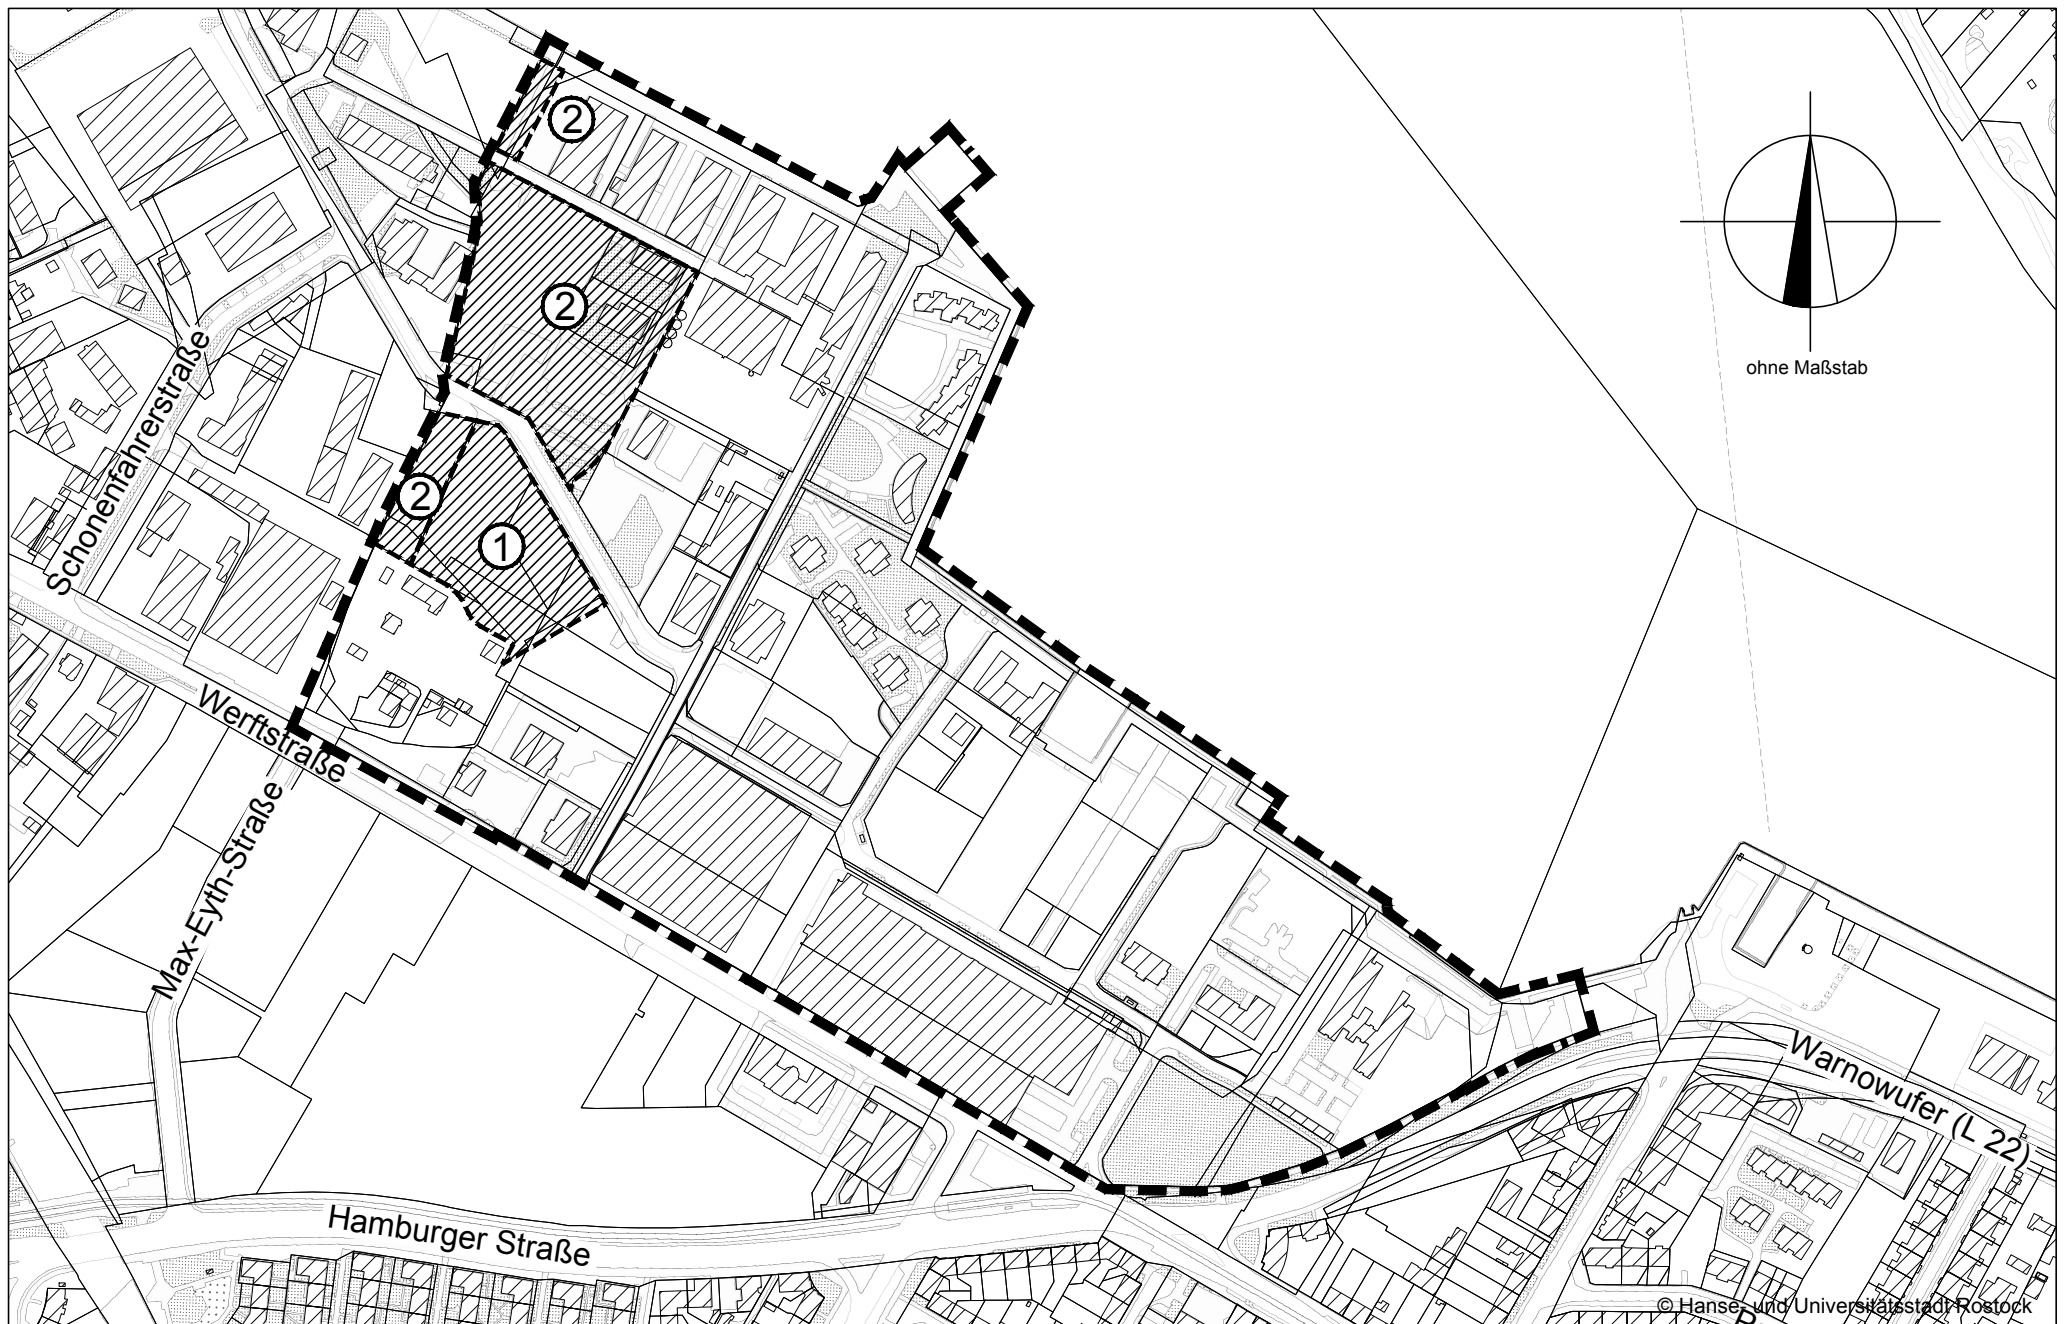 2
ohne Maßstab
2
Schonenfahrerstraße
2
1
Werftstraße
Max-Eyth-Straße
Warnowufer (L 22)
Hamburger Straße
© Hanse- und Universitätsstadt Rostock